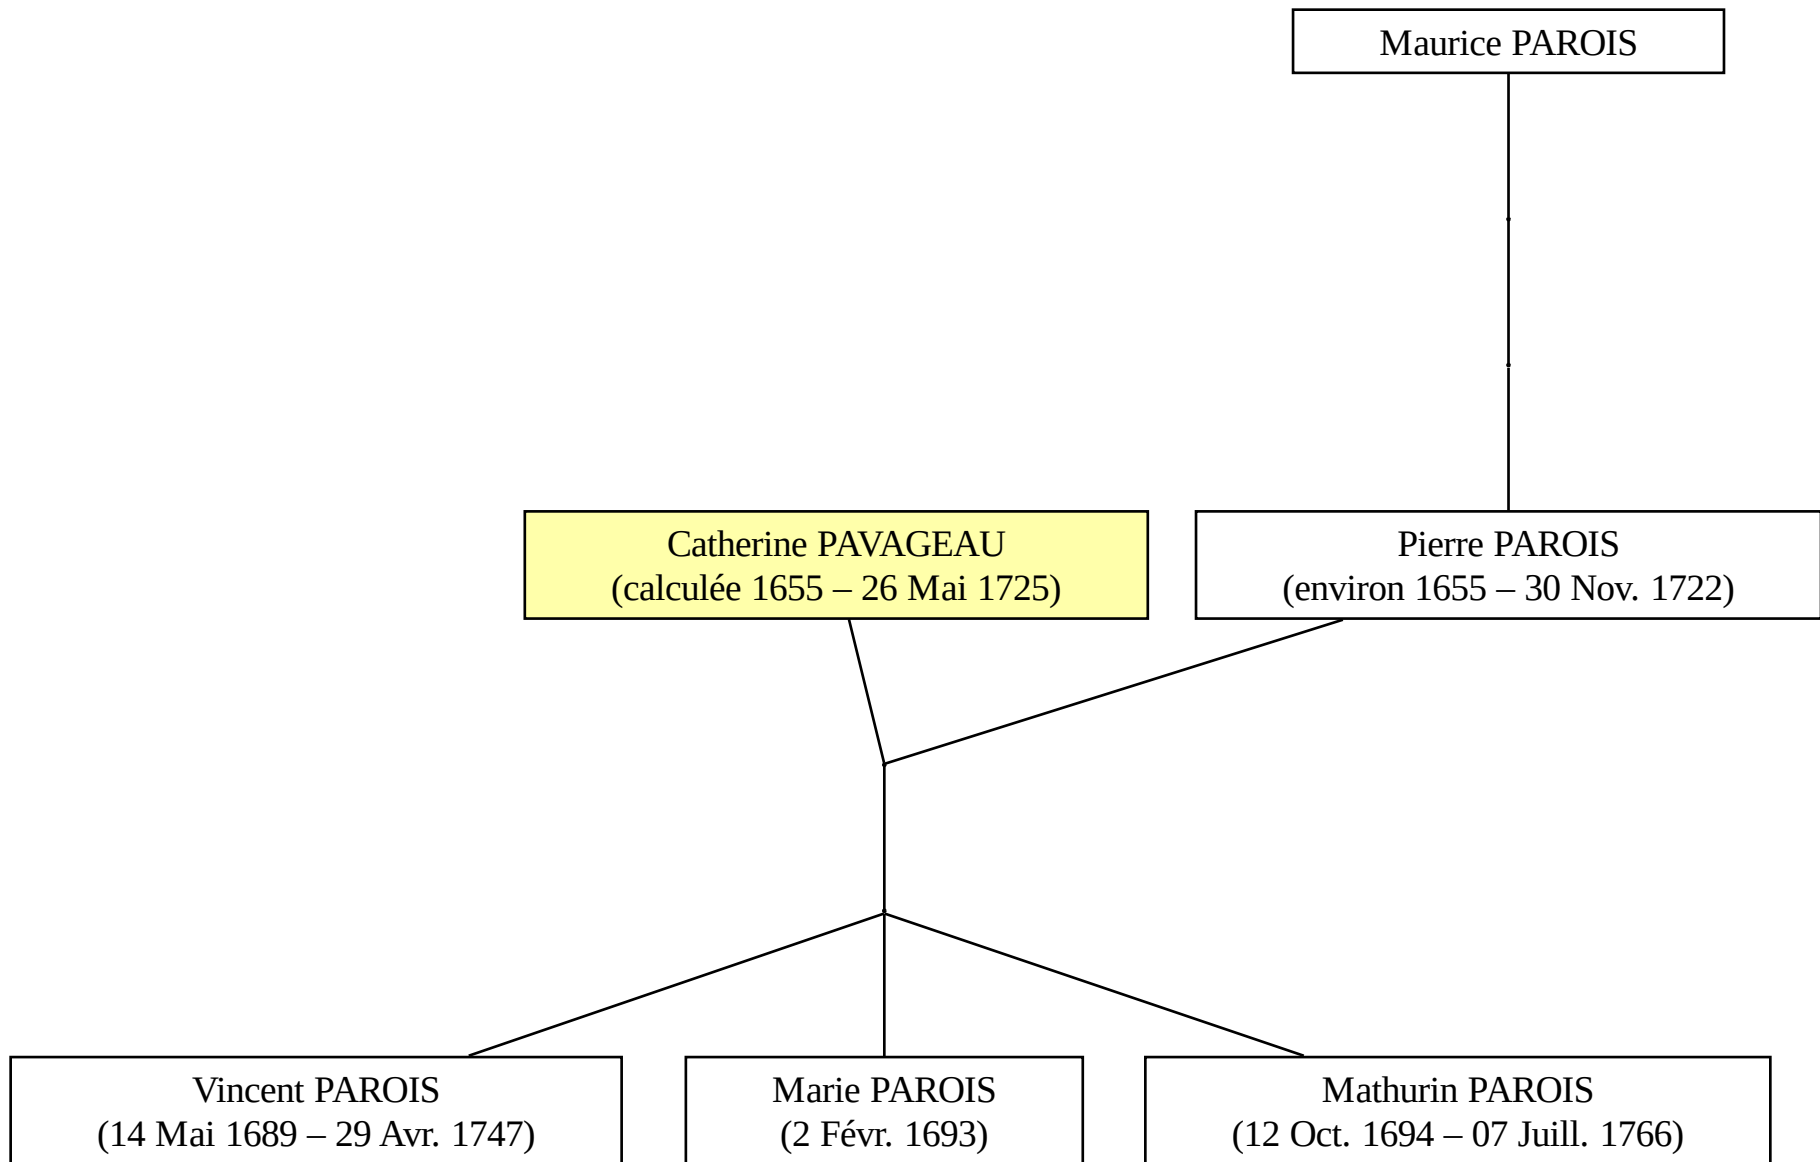 Maurice PAROIS
Catherine PAVAGEAU
(calculée 1655 – 26 Mai 1725)
Pierre PAROIS
(environ 1655 – 30 Nov. 1722)
Vincent PAROIS
(14 Mai 1689 – 29 Avr. 1747)
Marie PAROIS
(2 Févr. 1693)
Mathurin PAROIS
(12 Oct. 1694 – 07 Juill. 1766)